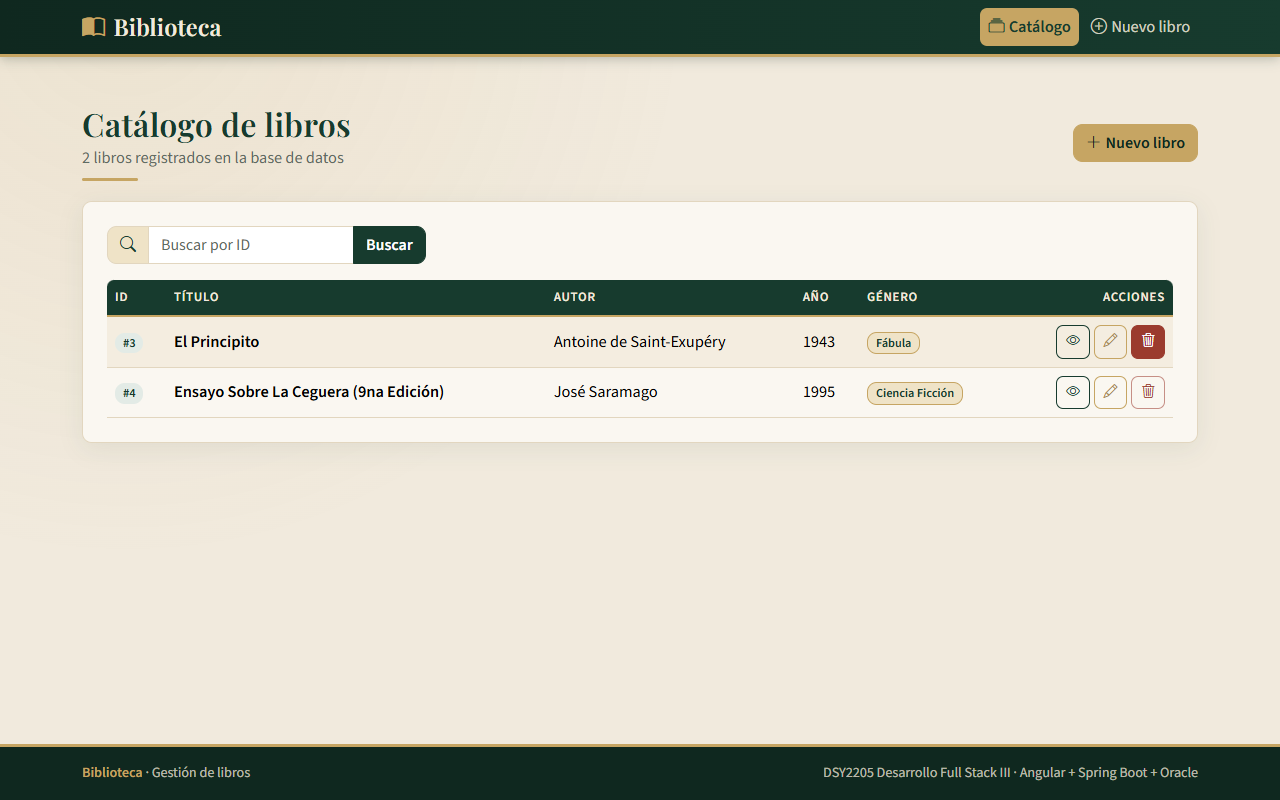 Biblioteca
Catálogo
Nuevo libro
Catálogo de libros
2 libros registrados en la base de datos
Nuevo libro
Buscar por ID
Buscar
ID TÍTULO AUTOR AÑO GÉNERO ACCIONES
#3 El Principito Antoine de Saint-Exupéry 1943 Fábula
#4 Ensayo Sobre La Ceguera (9na Edición) José Saramago 1995 Ciencia Ficción
Biblioteca · Gestión de libros
DSY2205 Desarrollo Full Stack III · Angular + Spring Boot + Oracle